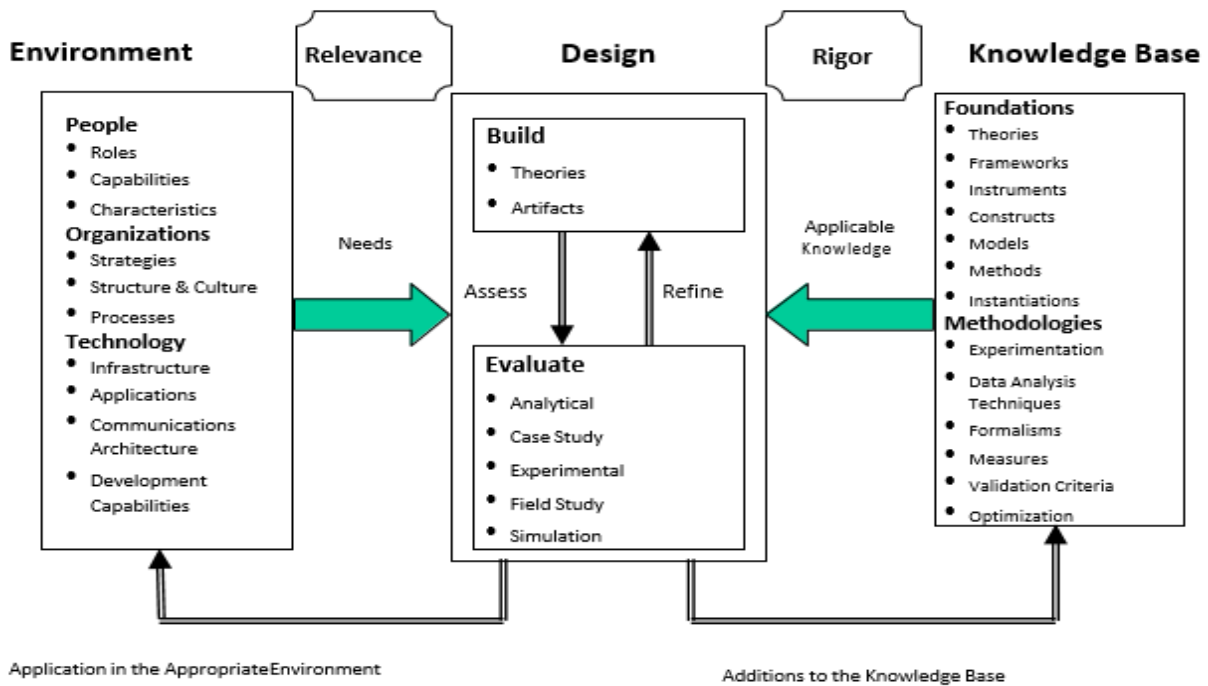 Environment
Relevance
Design
Rigor
Knowledge Base
People
• Roles
• Capabilities
• Characteristics
Organizations
• Strategies
• Structure & Culture
• Processes
Technology
• Infrastructure
• Applications
• Communications
Architecture
• Development
Capabilities
Needs
Build
• Theories
• Artifacts
Assess
Refine
Evaluate
• Analytical
• Case Study
• Experimental
• Field Study
• Simulation
Applicable
Knowledge
Foundations
• Theories
• Frameworks
• Instruments
• Constructs
• Models
• Methods
• Instantiations
Methodologies
• Experimentation
• Data Analysis
Techniques
• Formalisms
• Measures
• Validation Criteria
• Optimization
Application in the AppropriateEnvironment
Additions to the Knowledge Base